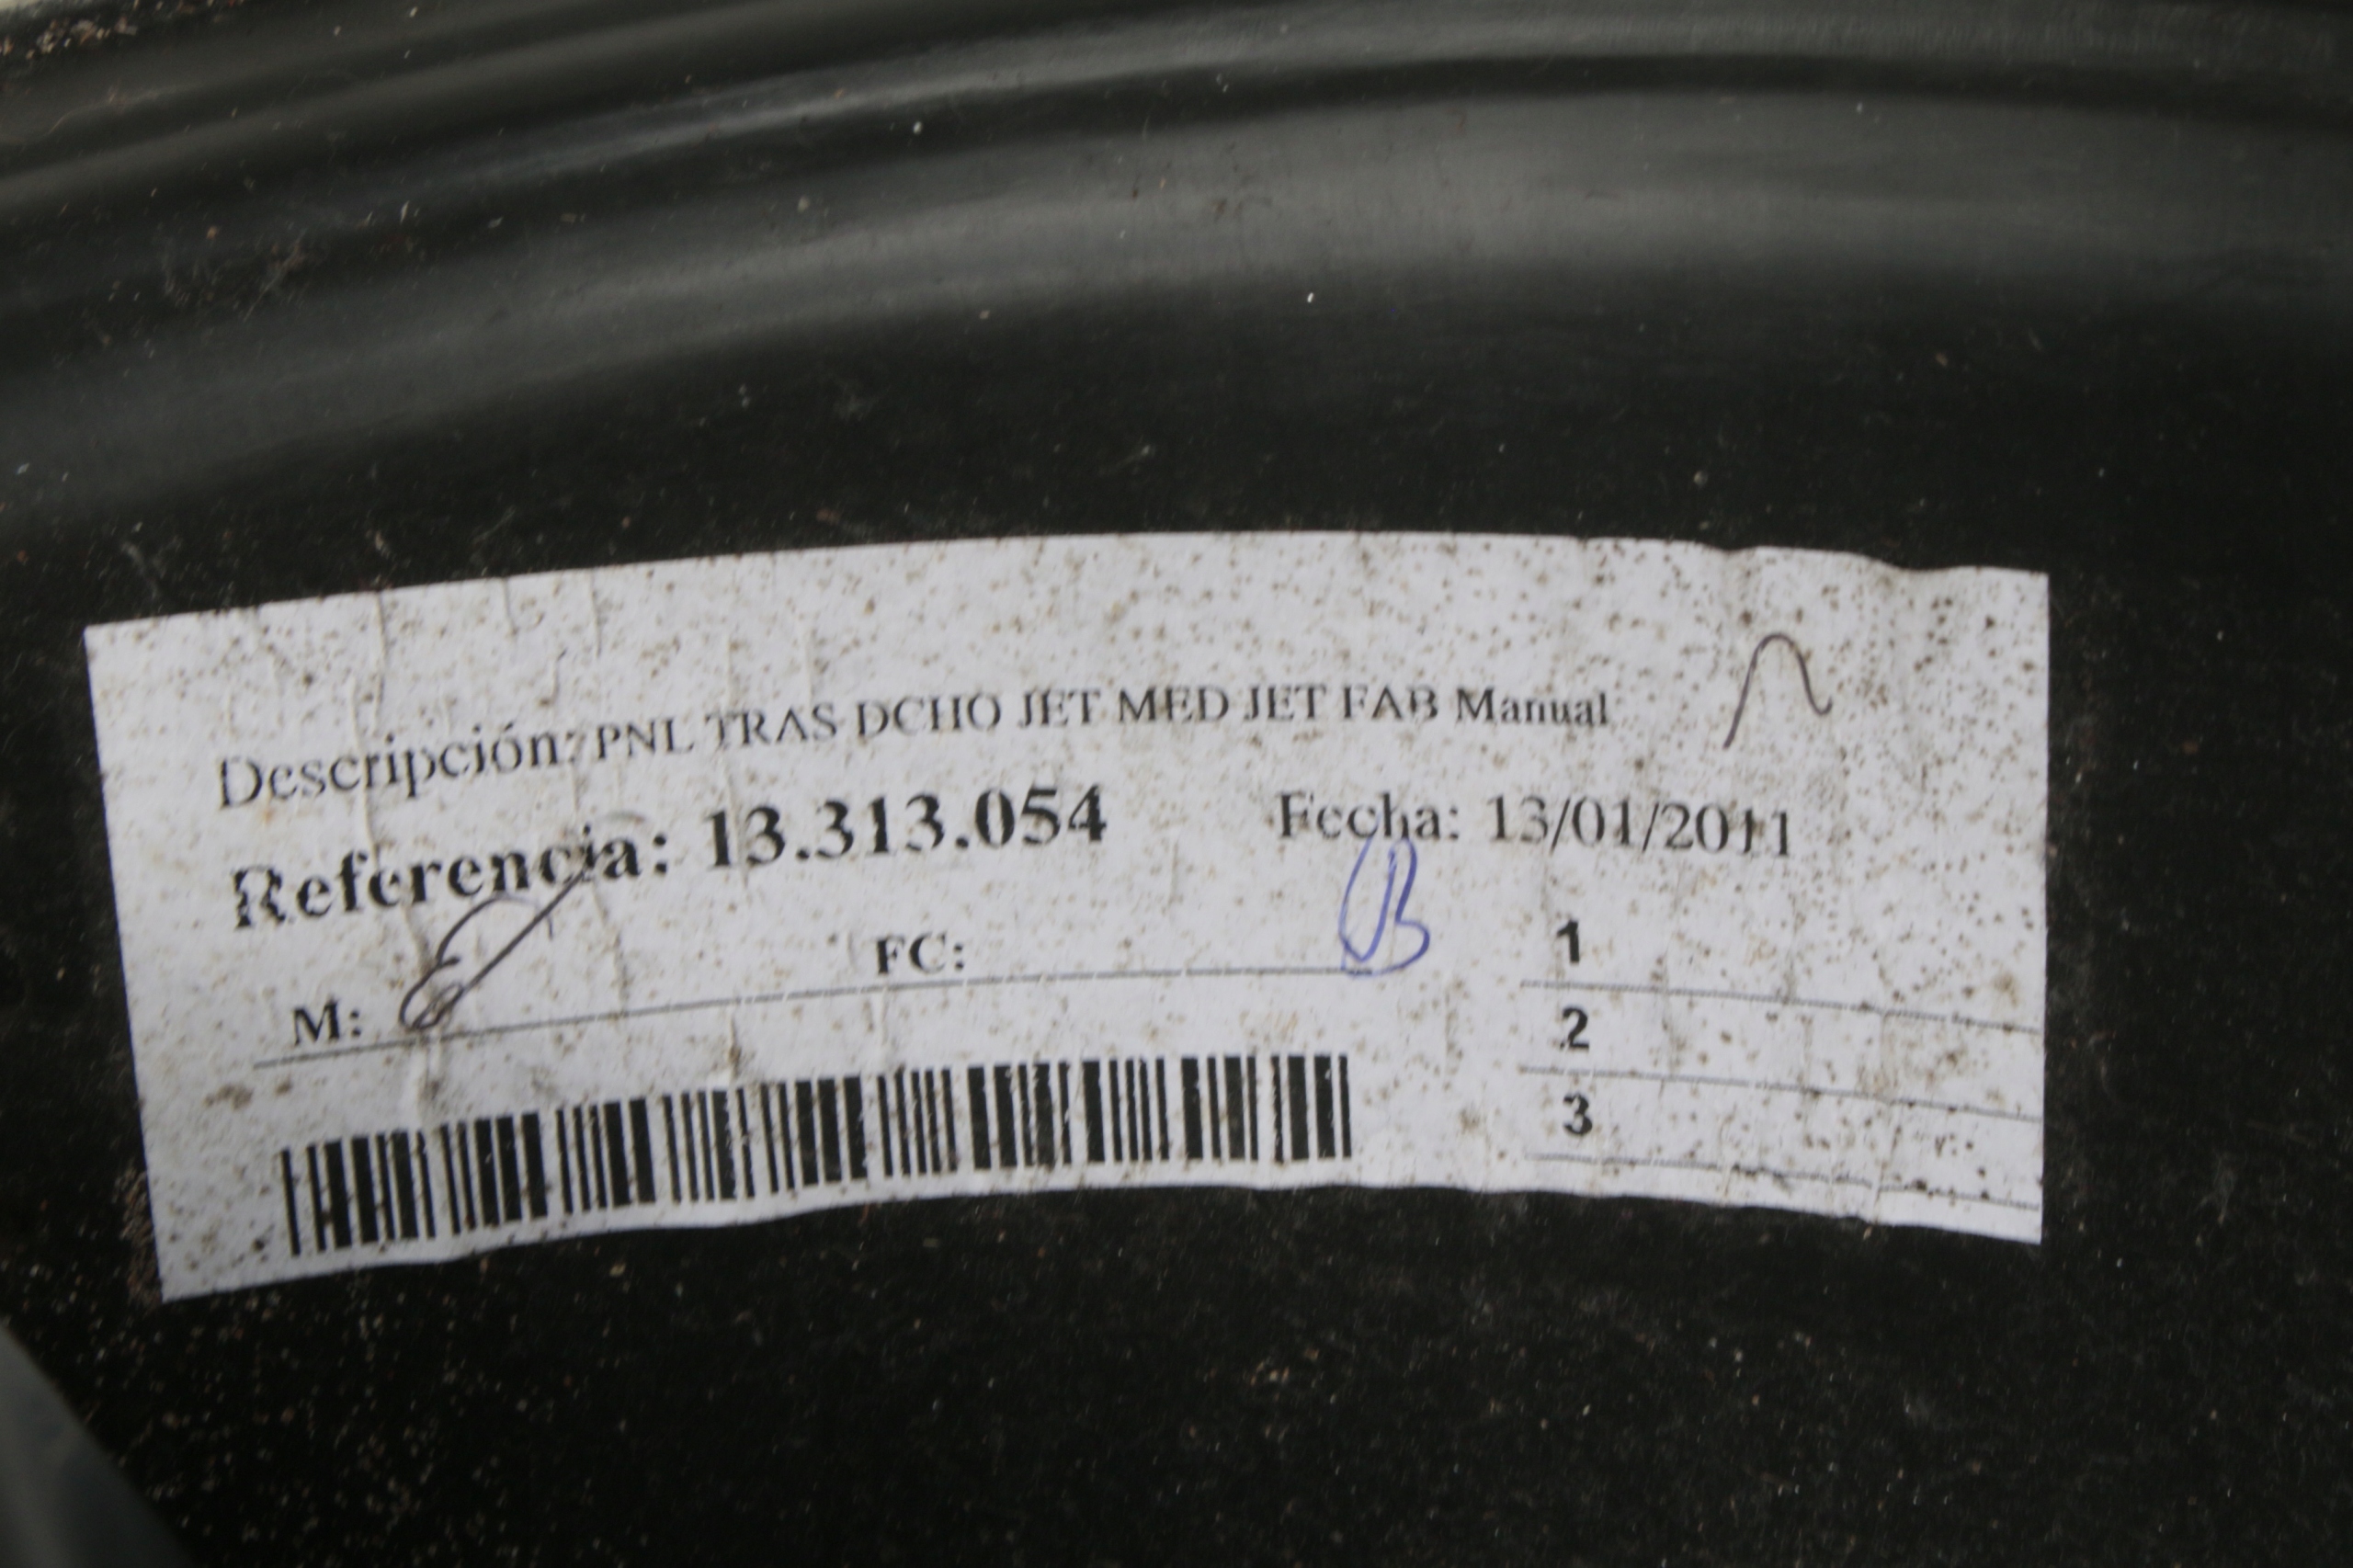 Descripción: PNL TRAS DCHO JET MED JET FAB Manual
Referencia: 13.313.054 Fecha: 13/01/2011
M: FC:
1
2
3